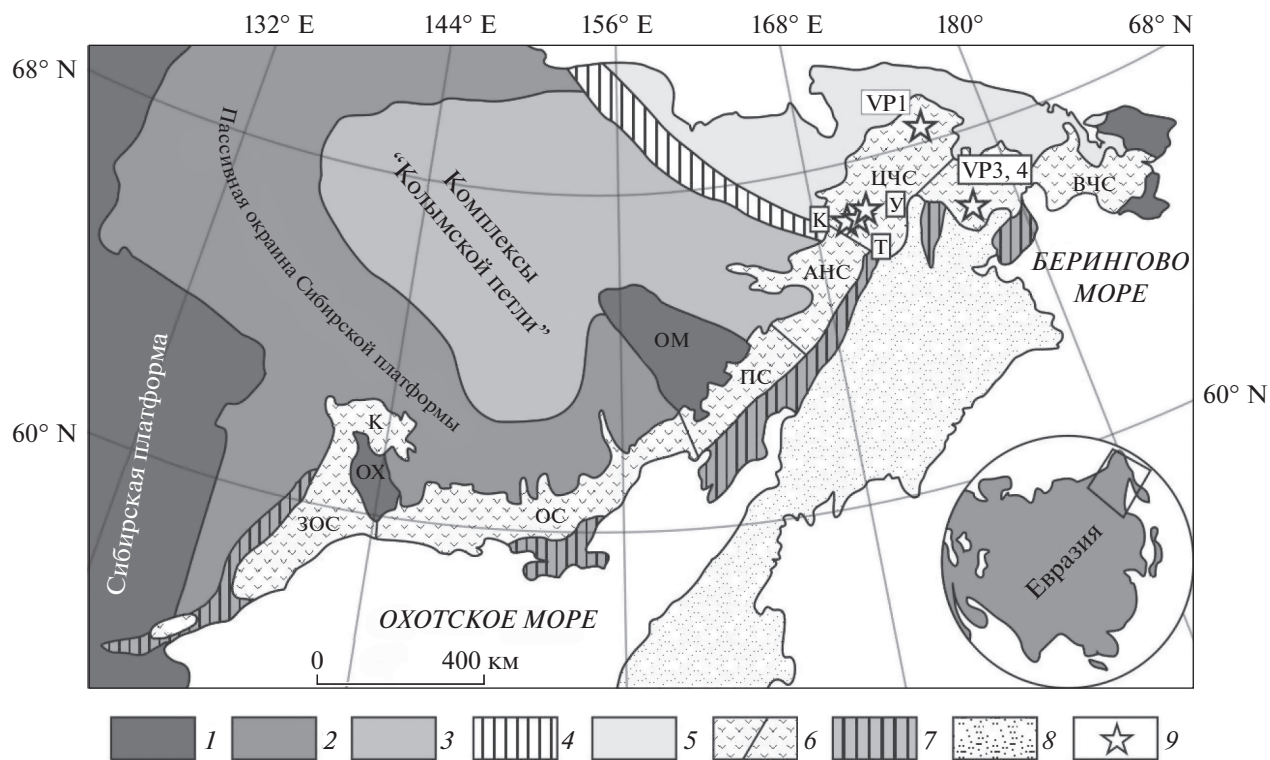 132° E
144° E
156° E
168° E
180°
68° N
68° N
VP1
Пассивная окраина Сибирской платформы
Комплексы
“Колымской петли”
ЦЧС
VP3, 4
ВЧС
К
У
Т
АНС
БЕРИНГОВО
МОРЕ
ОМ
ПС
Сибирская платформа
60° N
60° N
К
ОХ
ЗОС
ОС
Евразия
ОХОТСКОЕ МОРЕ
0
400 км
1
2
3
4
5
6
7
8
9